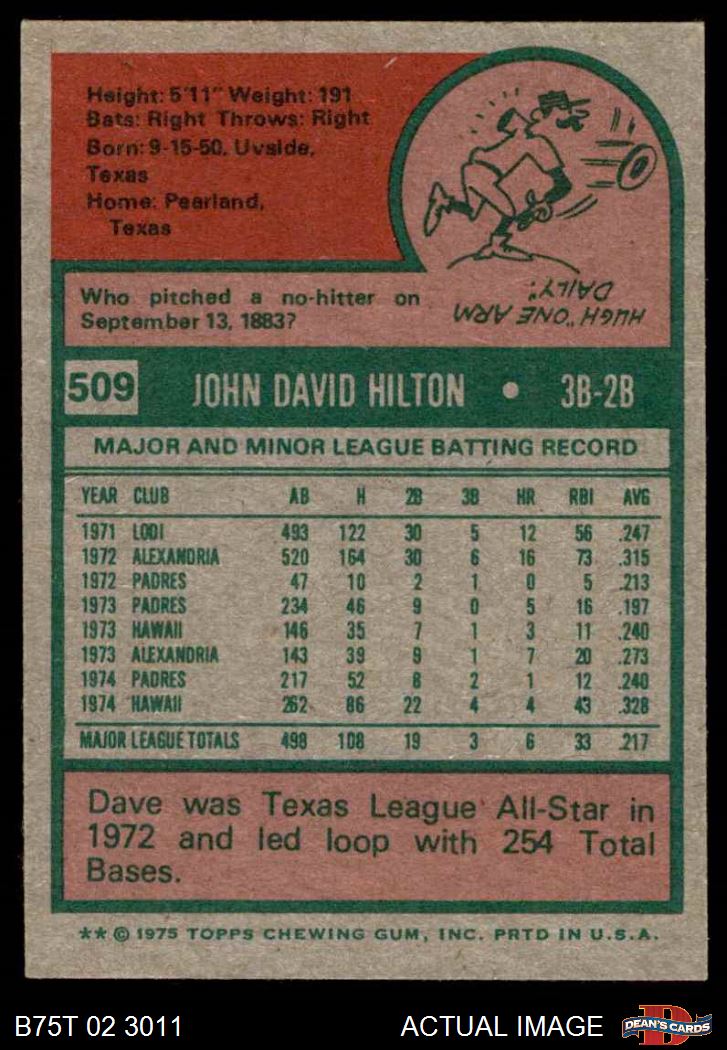 Height: 5'11" Weight: 191
Bats: Right Throws: Right
Born: 9-15-50, Uvside,
Texas
Home: Pearland,
Texas
Who pitched a no-hitter on
September 13, 1883?
HUGH "ONE ARM
DAILY".
509 JOHN DAVID HILTON • 3B-2B
MAJOR AND MINOR LEAGUE BATTING RECORD
YEAR CLUB AB H 2B 3B HR RBI AVG
1971 LODI 493 122 30 5 12 56 .247
1972 ALEXANDRIA 520 164 30 6 16 73 .315
1972 PADRES 47 10 2 1 0 5 .213
1973 PADRES 234 46 9 0 5 16 .197
1973 HAWAII 146 35 7 1 3 11 .240
1973 ALEXANDRIA 143 39 9 1 7 20 .273
1974 PADRES 217 52 8 2 1 12 .240
1974 HAWAII 262 86 22 4 4 43 .328
MAJOR LEAGUE TOTALS 498 108 19 3 6 33 .217
Dave was Texas League All-Star in
1972 and led loop with 254 Total
Bases.
** © 1975 TOPPS CHEWING GUM, INC. PRTD IN U.S.A.
B75T 02 3011 ACTUAL IMAGE D DEAN'S CARDS